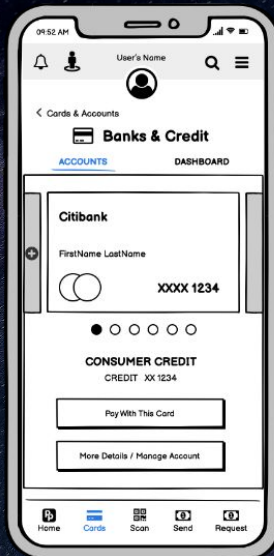 09:52 AM
User's Name
< Cards & Accounts
Banks & Credit
ACCOUNTS DASHBOARD
Citibank
FirstName LastName
XXXX 1234
CONSUMER CREDIT
CREDIT XX 1234
Pay With This Card
More Details / Manage Account
Home Cards Scan Send Request